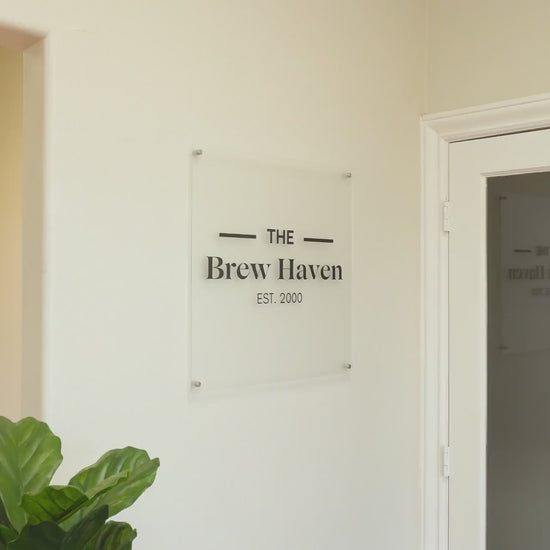 THE
Brew Haven
EST. 2000